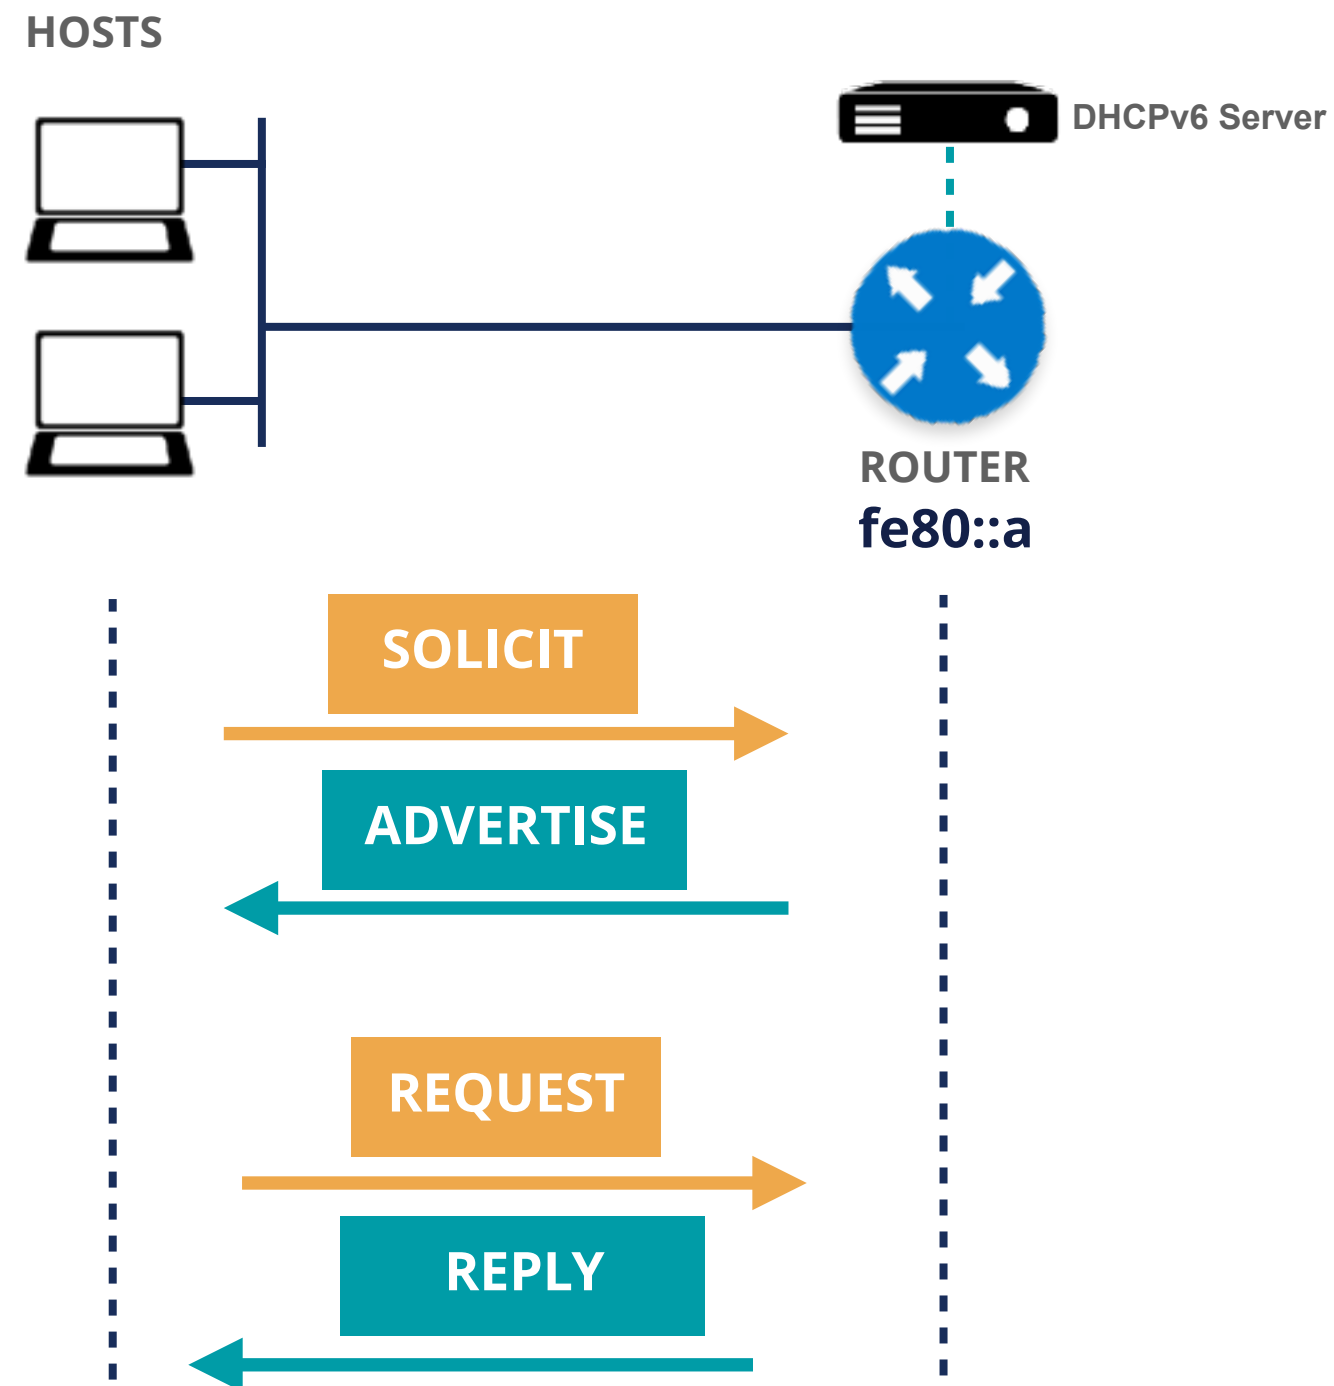 HOSTS
DHCPv6 Server
ROUTER
fe80::a
SOLICIT
ADVERTISE
REQUEST
REPLY